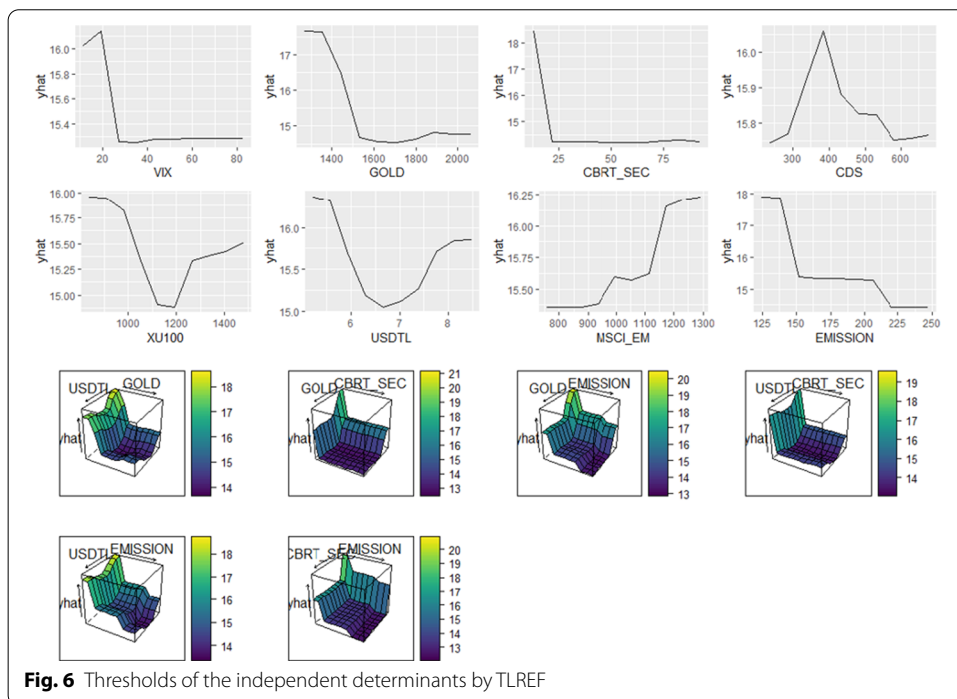 yhat
16.0
15.8
15.6
15.4
20 40 60 80
VIX
yhat
17
16
15
1400 1600 1800 2000
GOLD
yhat
18
17
16
15
25 50 75
CBRT_SEC
yhat
16.0
15.9
15.8
300 400 500 600
CDS
yhat
16.00
15.75
15.50
15.25
15.00
1000 1200 1400
XU100
yhat
16.0
15.5
15.0
6 7 8
USDTL
yhat
16.25
16.00
15.75
15.50
800 900 1000 1100 1200 1300
MSCI_EM
yhat
18
17
16
15
125 150 175 200 225 250
EMISSION
USDTL GOLD
yhat
18
17
16
15
14
GOLD CBRT_SEC
yhat
21
20
19
18
17
16
15
14
13
GOLD EMISSION
yhat
20
19
18
17
16
15
14
13
USDTL CBRT_SEC
yhat
19
18
17
16
15
14
USDTL EMISSION
yhat
18
17
16
15
14
CBRT_SEC EMISSION
yhat
20
19
18
17
16
15
14
13
Fig. 6 Thresholds of the independent determinants by TLREF